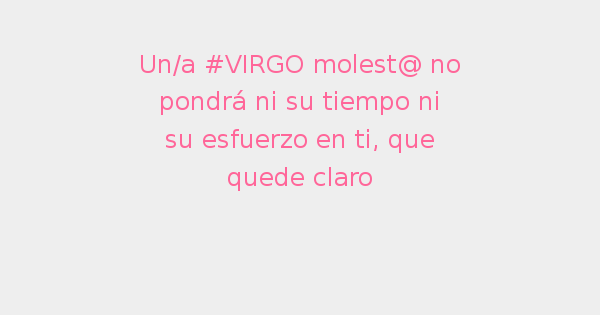 Un/a #VIRGO molest@ no
pondrá ni su tiempo ni
su esfuerzo en ti, que
quede claro